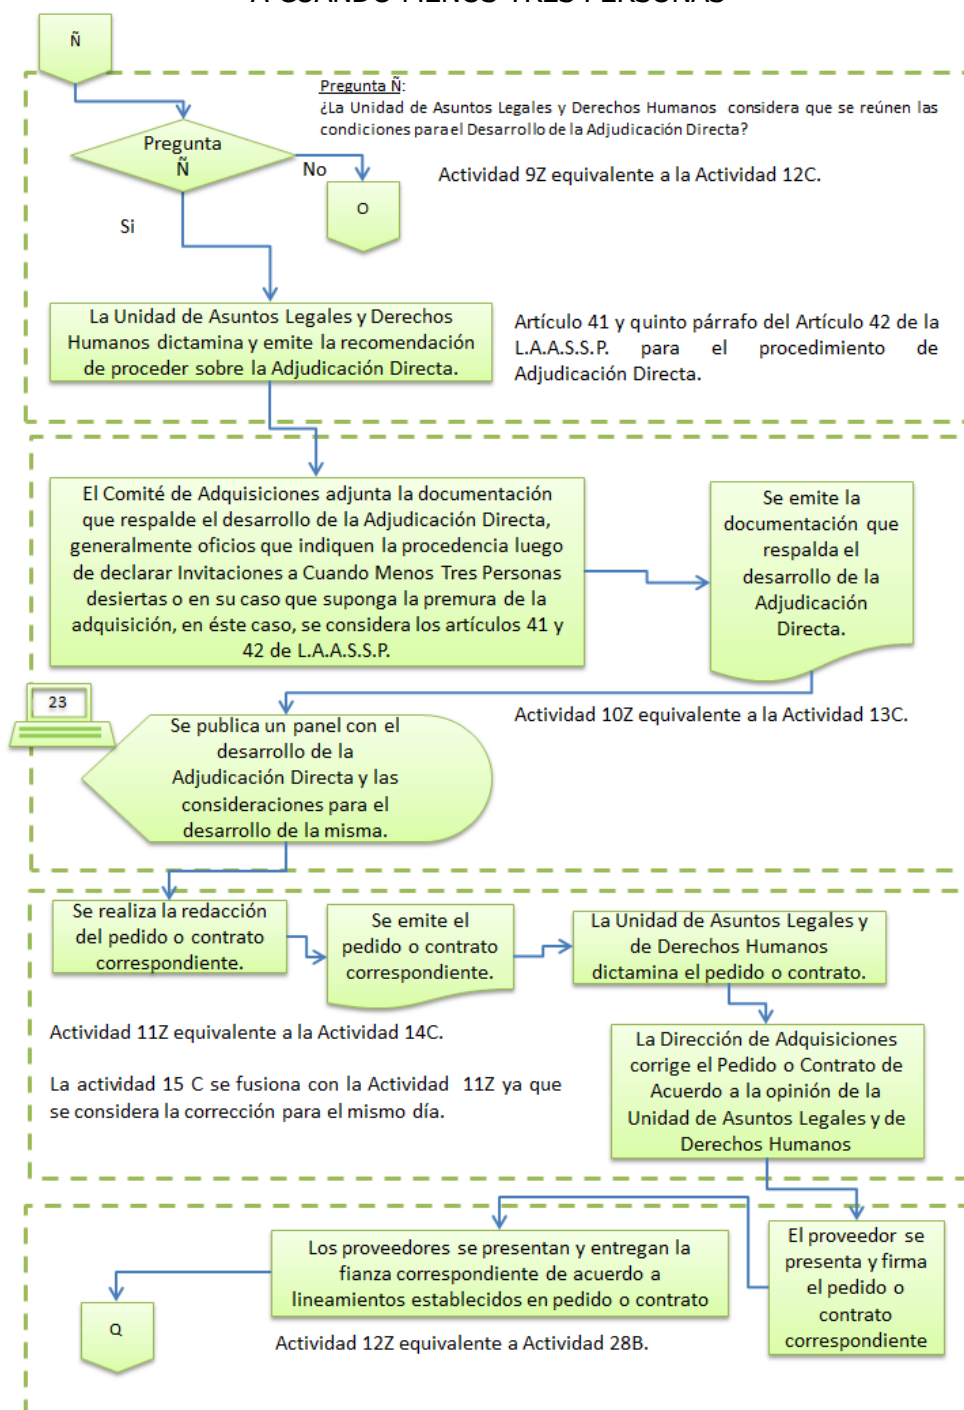 A CUANDO MENOS TRES PERSONAS
Ñ
Pregunta Ñ:
¿La Unidad de Asuntos Legales y Derechos Humanos considera que se reúnen las
condiciones para el Desarrollo de la Adjudicación Directa?
Pregunta
Ñ
No
Actividad 9Z equivalente a la Actividad 12C.
O
Si
La Unidad de Asuntos Legales y Derechos
Humanos dictamina y emite la recomendación
de proceder sobre la Adjudicación Directa.
Artículo 41 y quinto párrafo del Artículo 42 de la
L.A.A.S.S.P. para el procedimiento de
Adjudicación Directa.
El Comité de Adquisiciones adjunta la documentación
que respalde el desarrollo de la Adjudicación Directa,
generalmente oficios que indiquen la procedencia luego
de declarar Invitaciones a Cuando Menos Tres Personas
desiertas o en su caso que suponga la premura de la
adquisición, en éste caso, se considera los artículos 41 y
42 de L.A.A.S.S.P.
Se emite la
documentación que
respalda el
desarrollo de la
Adjudicación
Directa.
23
Actividad 10Z equivalente a la Actividad 13C.
Se publica un panel con el
desarrollo de la
Adjudicación Directa y las
consideraciones para el
desarrollo de la misma.
Se realiza la redacción
del pedido o contrato
correspondiente.
Se emite el
pedido o contrato
correspondiente.
La Unidad de Asuntos Legales y
de Derechos Humanos
dictamina el pedido o contrato.
Actividad 11Z equivalente a la Actividad 14C.
La actividad 15 C se fusiona con la Actividad 11Z ya que
se considera la corrección para el mismo día.
La Dirección de Adquisiciones
corrige el Pedido o Contrato de
Acuerdo a la opinión de la
Unidad de Asuntos Legales y de
Derechos Humanos
El proveedor se
presenta y firma
el pedido o
contrato
correspondiente
Los proveedores se presentan y entregan la
fianza correspondiente de acuerdo a
lineamientos establecidos en pedido o contrato
Q
Actividad 12Z equivalente a Actividad 28B.